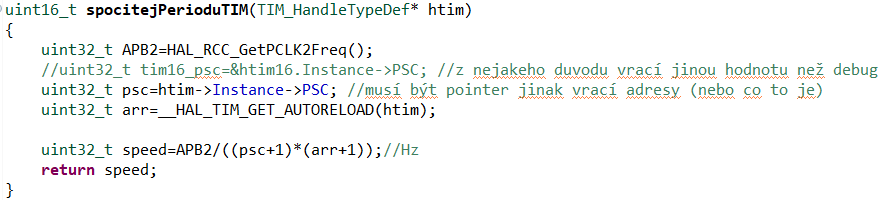 uint16_t spocitejPerioduTIM(TIM_HandleTypeDef* htim)
{
uint32_t APB2=HAL_RCC_GetPCLK2Freq();
//uint32_t tim16_psc=&htim16.Instance->PSC; //z nejakeho duvodu vrací jinou hodnotu než debug
uint32_t psc=htim->Instance->PSC; //musí být pointer jinak vrací adresy (nebo co to je)
uint32_t arr=__HAL_TIM_GET_AUTORELOAD(htim);
uint32_t speed=APB2/((psc+1)*(arr+1));//Hz
return speed;
}